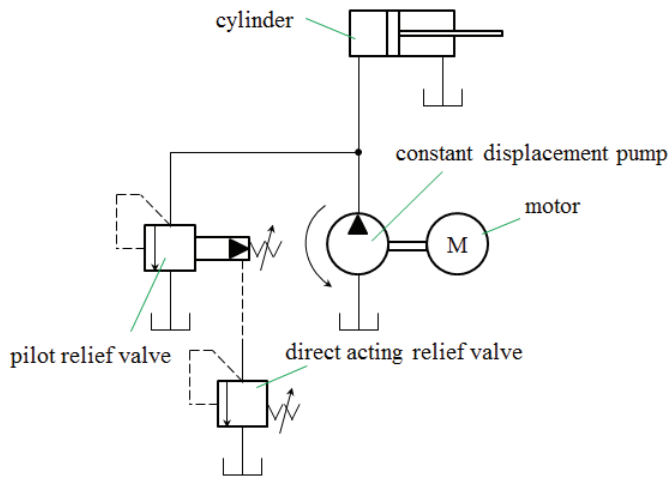 cylinder
constant displacement pump
motor
M
pilot relief valve
direct acting relief valve